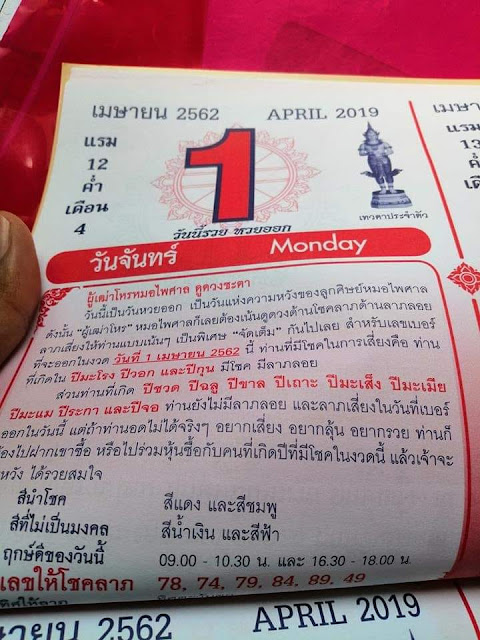 เมษายน 2562 APRIL 2019
แรม
12
ค่ำ
เดือน
4
1
เทวดาประจำตัว
วันนี้รวย หวยออก
วันจันทร์ Monday
ผู้เฒ่าโหรหมอไพศาล ดูดวงชะตา
วันนี้เป็นวันหวยออก เป็นวันแห่งความหวังของลูกศิษย์หมอไพศาล
ดังนั้น "ผู้เฒ่าโหร" หมอไพศาลก็เลยต้องเน้นดูดวงด้านโชคลาภด้านลาภลอย
ลาภเสี่ยงให้ท่านแบบเน้นๆ เป็นพิเศษ "จัดเต็ม" กันไปเลย สำหรับเลขเบอร์
ที่จะออกในงวด วันที่ 1 เมษายน 2562 นี้ ท่านที่มีโชคในการเสี่ยงคือ ท่าน
ที่เกิดใน ปีมะโรง ปีวอก และปีกุน มีโชค มีลาภลอย
ส่วนท่านที่เกิด ปีชวด ปีฉลู ปีขาล ปีเถาะ ปีมะเส็ง ปีมะเมีย
ปีมะแม ปีระกา และปีจอ ท่านยังไม่มีลาภลอย และลาภเสี่ยงในวันที่เบอร์
ออกในวันนี้ แต่ถ้าท่านอดไม่ได้จริงๆ อยากเสี่ยง อยากลุ้น อยากรวย ท่านก็
ต้องไปฝากเขาซื้อ หรือไปร่วมหุ้นซื้อกับคนที่เกิดปีที่มีโชคในงวดนี้ แล้วเจ้าจะ
หวัง ได้รวยสมใจ
สีนำโชค สีแดง และสีชมพู
สีที่ไม่เป็นมงคล สีน้ำเงิน และสีฟ้า
ฤกษ์ดีของวันนี้ 09.00 - 10.30 น. และ 16.30 - 18.00 น.
เลขให้โชคลาภ 78, 74, 79, 84, 89, 49
เมษา
แรม
13
ค่ำ
เดือ
ายน 2562 APRIL 2019